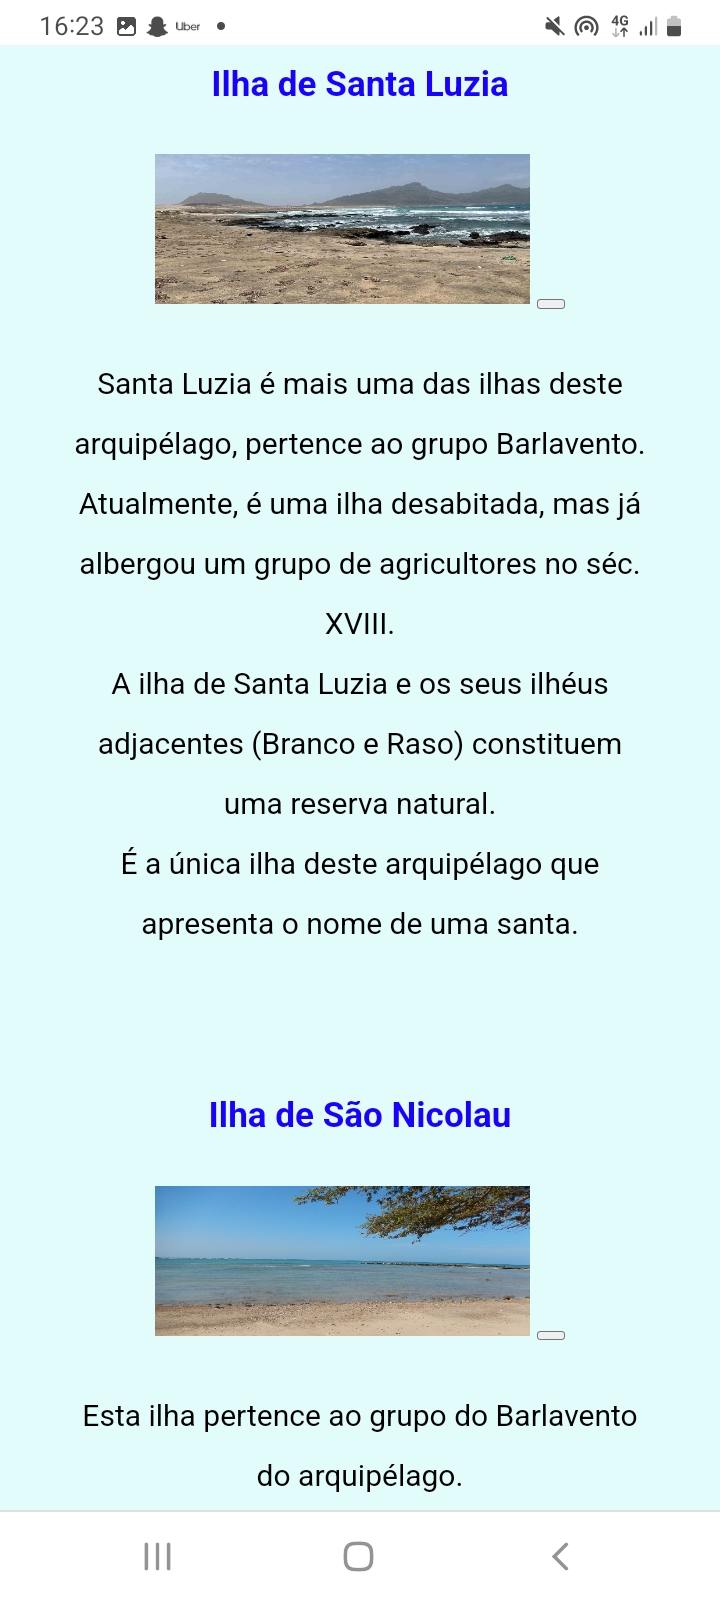 16:23 Uber 4G
Ilha de Santa Luzia
Santa Luzia é mais uma das ilhas deste
arquipélago, pertence ao grupo Barlavento.
Atualmente, é uma ilha desabitada, mas já
albergou um grupo de agricultores no séc.
XVIII.
A ilha de Santa Luzia e os seus ilhéus
adjacentes (Branco e Raso) constituem
uma reserva natural.
É a única ilha deste arquipélago que
apresenta o nome de uma santa.
Ilha de São Nicolau
Esta ilha pertence ao grupo do Barlavento
do arquipélago.